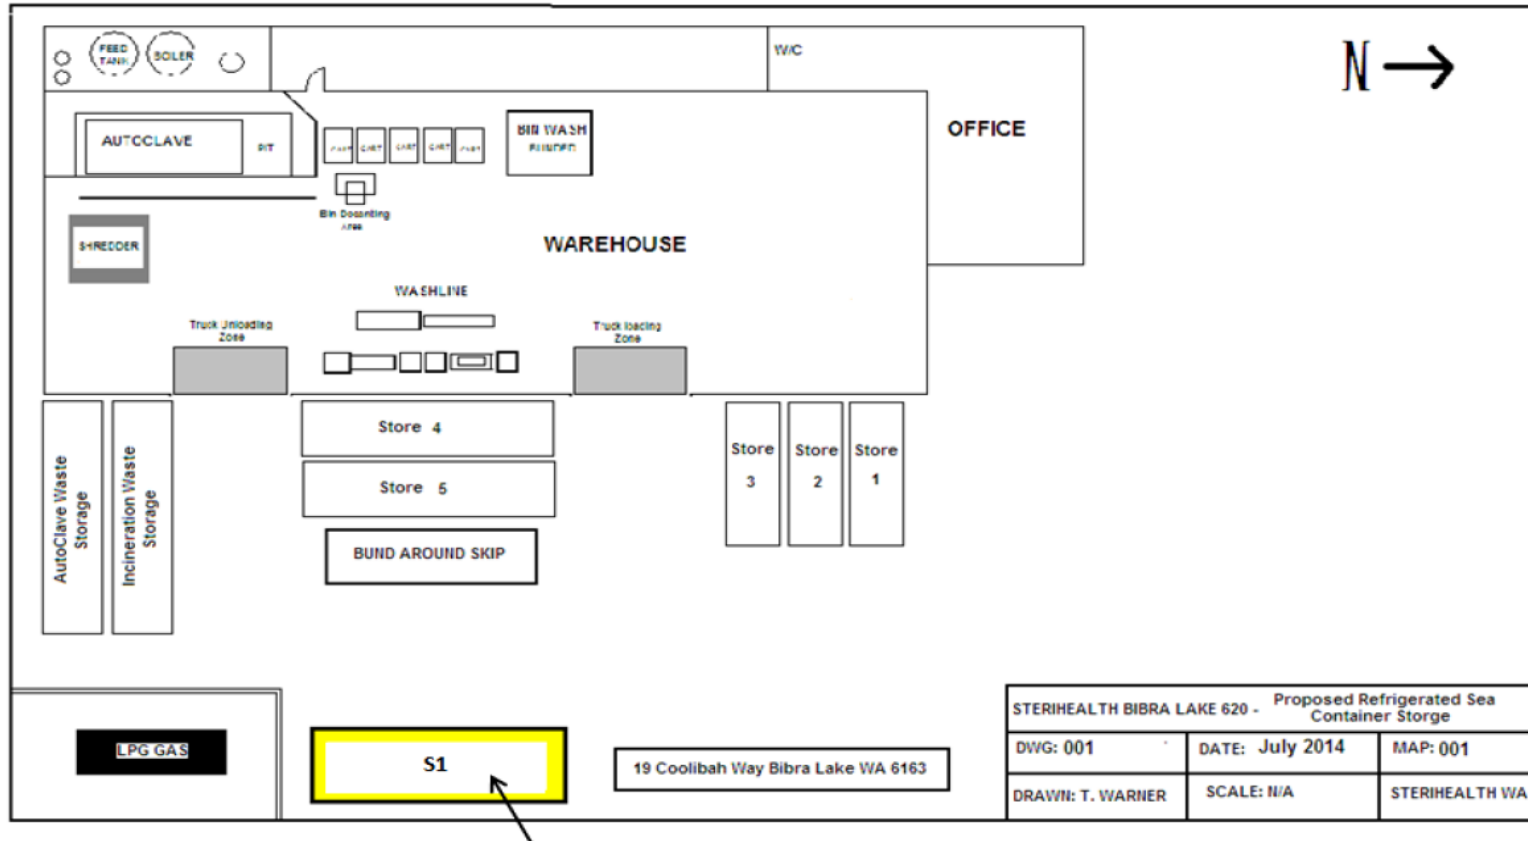 FEED
TANK
BOILER
W/C
N
AUTOCLAVE
PIT
CART CART CART CART CART
BIN WASH
BUNDED
OFFICE
Bin Decanting
Area
SHREDDER
WAREHOUSE
WASHLINE
Truck Unloading
Zone
Truck loading
Zone
AutoClave Waste
Storage
Incineration Waste
Storage
Store 4
Store 5
BUND AROUND SKIP
Store
3
Store
2
Store
1
LPG GAS
S1
19 Coolibah Way Bibra Lake WA 6163
STERIHEALTH BIBRA LAKE 620 - Proposed Refrigerated Sea
Container Storge
DWG: 001
DATE: July 2014
MAP: 001
DRAWN: T. WARNER
SCALE: N/A
STERIHEALTH WA